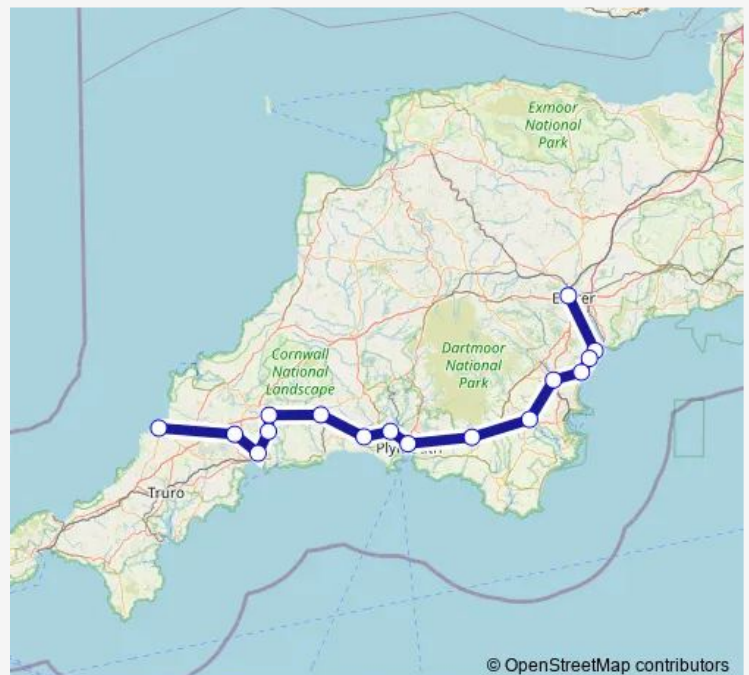 Exmoor
National
Park
Cornwall
National
Landscape
Dartmoor
National
Park
Truro
© OpenStreetMap contributors